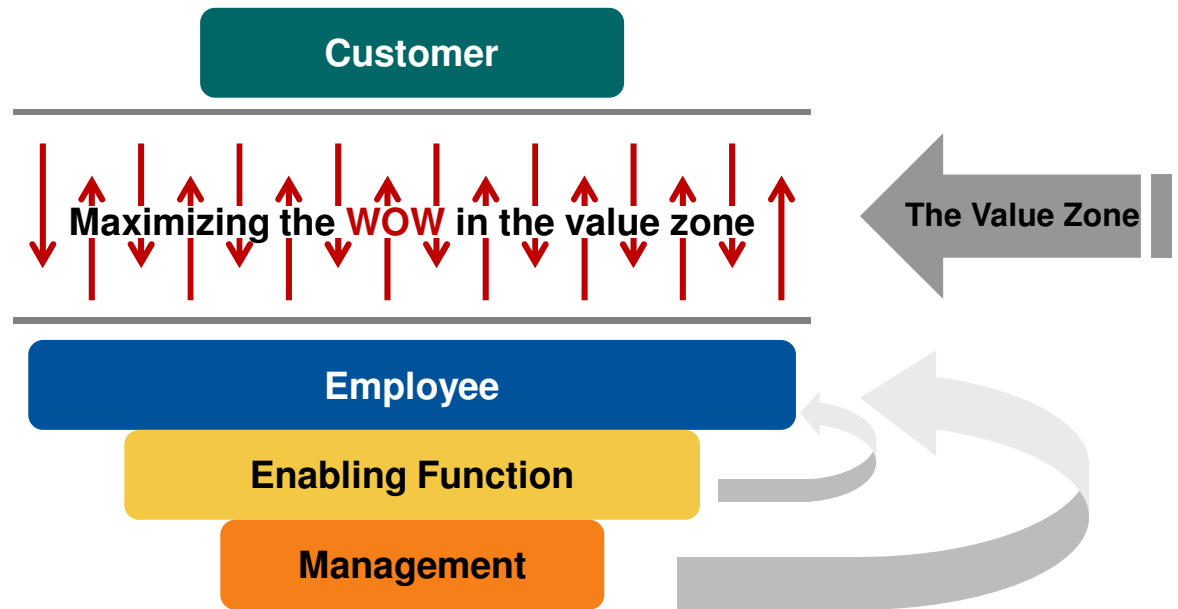 Customer
Maximizing the WOW in the value zone
The Value Zone
Employee
Enabling Function
Management